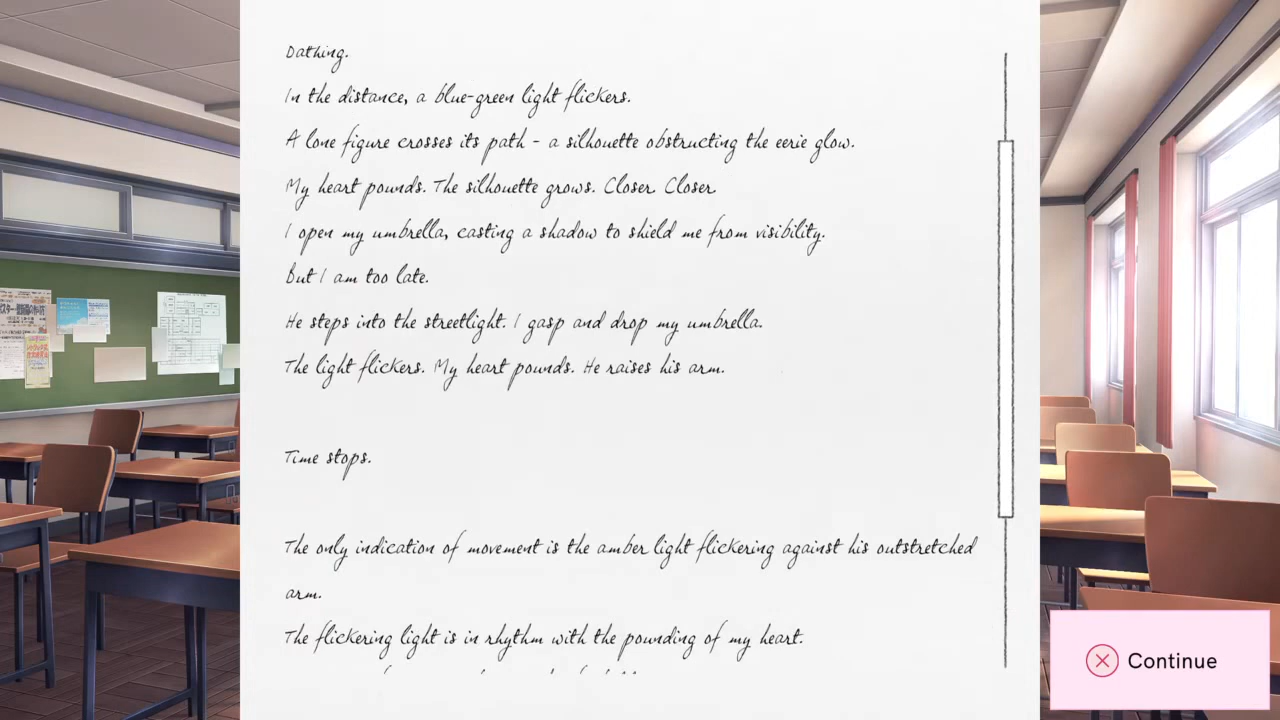 Bathing.
In the distance, a blue-green light flickers.
A lone figure crosses its path - a silhouette obstructing the eerie glow.
My heart pounds. The silhouette grows. Closer. Closer.
I open my umbrella, casting a shadow to shield me from visibility.
But I am too late.
He steps into the streetlight. I gasp and drop my umbrella.
The light flickers. My heart pounds. He raises his arm.
Time stops.
The only indication of movement is the amber light flickering against his outstretched
arm.
The flickering light is in rhythm with the pounding of my heart.
Continue